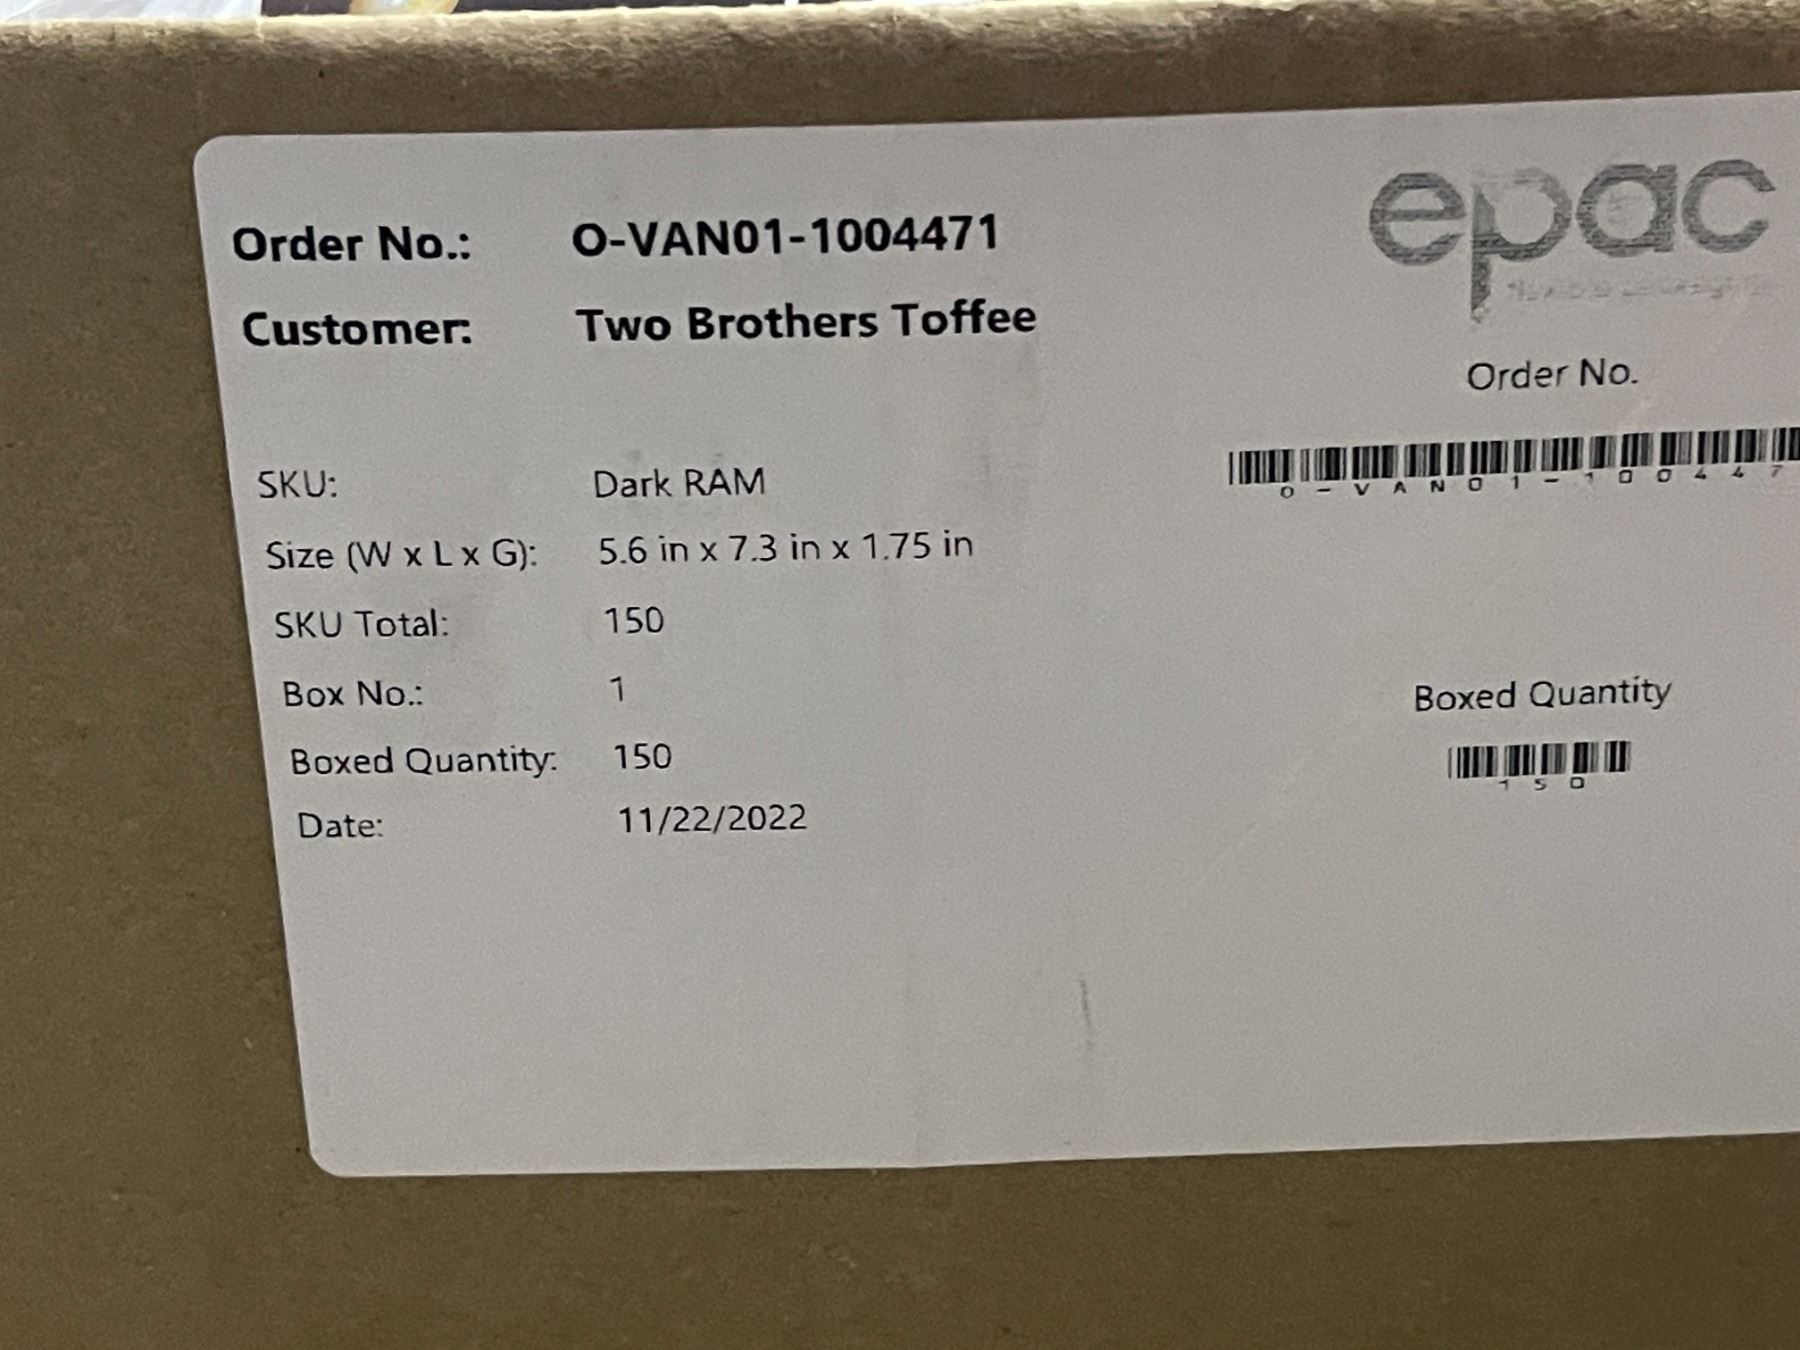 Order No.: O-VAN01-1004471
Customer: Two Brothers Toffee
SKU: Dark RAM
Size (W x L x G): 5.6 in x 7.3 in x 1.75 in
SKU Total: 150
Box No.: 1
Boxed Quantity: 150
Date: 11/22/2022
epac
Order No.
O-VAN01-100447
Boxed Quantity
150